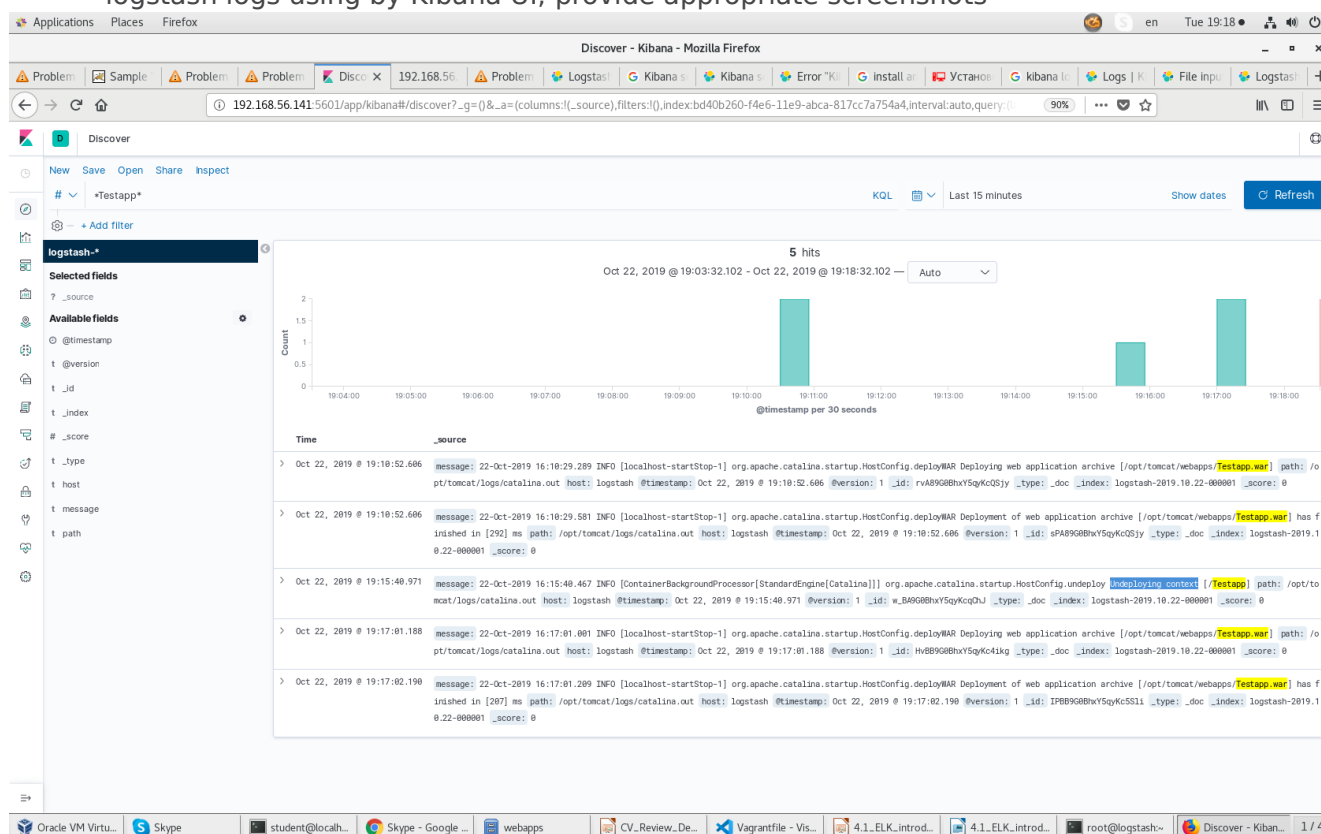 logstash logs using by Kibana UI, provide appropriate screenshots
Applications Places Firefox
S en Tue 19:18
Discover - Kibana - Mozilla Firefox
Problem Sample Problem Problem Disco 192.168.56. Problem Logstash Kibana s Kibana s Error "Ki install an Установ kibana lo Logs | K File inpu Logstash
192.168.56.141:5601/app/kibana#/discover?_g=()&_a=(columns:!(_source),filters:!(),index:bd40b260-f4e6-11e9-abca-817cc7a754a4,interval:auto,query:( 90%
D Discover
New Save Open Share Inspect
# *Testapp* KQL Last 15 minutes Show dates Refresh
+ Add filter
logstash-*
Selected fields
? _source
Available fields
@timestamp
t @version
t _id
t _index
# _score
t _type
t host
t message
t path
5 hits
Oct 22, 2019 @ 19:03:32.102 - Oct 22, 2019 @ 19:18:32.102 — Auto
Count
2
1.5
1
0.5
0
19:04:00 19:05:00 19:06:00 19:07:00 19:08:00 19:09:00 19:10:00 19:11:00 19:12:00 19:13:00 19:14:00 19:15:00 19:16:00 19:17:00 19:18:00
@timestamp per 30 seconds
Time _source
Oct 22, 2019 @ 19:10:52.606 message: 22-Oct-2019 16:10:29.289 INFO [localhost-startStop-1] org.apache.catalina.startup.HostConfig.deployWAR Deploying web application archive [/opt/tomcat/webapps/Testapp.war] path: /o
pt/tomcat/logs/catalina.out host: logstash @timestamp: Oct 22, 2019 @ 19:10:52.606 @version: 1 _id: rvA89G0BhxY5qyKcQSjy _type: _doc _index: logstash-2019.10.22-000001 _score: 0
Oct 22, 2019 @ 19:10:52.606 message: 22-Oct-2019 16:10:29.581 INFO [localhost-startStop-1] org.apache.catalina.startup.HostConfig.deployWAR Deployment of web application archive [/opt/tomcat/webapps/Testapp.war] has f
inished in [292] ms path: /opt/tomcat/logs/catalina.out host: logstash @timestamp: Oct 22, 2019 @ 19:10:52.606 @version: 1 _id: sPA89G0BhxY5qyKcQSjy _type: _doc _index: logstash-2019.1
0.22-000001 _score: 0
Oct 22, 2019 @ 19:15:40.971 message: 22-Oct-2019 16:15:40.467 INFO [ContainerBackgroundProcessor[StandardEngine[Catalina]]] org.apache.catalina.startup.HostConfig.undeploy Undeploying context [/Testapp] path: /opt/to
mcat/logs/catalina.out host: logstash @timestamp: Oct 22, 2019 @ 19:15:40.971 @version: 1 _id: w_BA9G0BhxY5qyKcqChJ _type: _doc _index: logstash-2019.10.22-000001 _score: 0
Oct 22, 2019 @ 19:17:01.188 message: 22-Oct-2019 16:17:01.001 INFO [localhost-startStop-1] org.apache.catalina.startup.HostConfig.deployWAR Deploying web application archive [/opt/tomcat/webapps/Testapp.war] path: /o
pt/tomcat/logs/catalina.out host: logstash @timestamp: Oct 22, 2019 @ 19:17:01.188 @version: 1 _id: HvBB9G0BhxY5qyKc4ikg _type: _doc _index: logstash-2019.10.22-000001 _score: 0
Oct 22, 2019 @ 19:17:02.190 message: 22-Oct-2019 16:17:01.209 INFO [localhost-startStop-1] org.apache.catalina.startup.HostConfig.deployWAR Deployment of web application archive [/opt/tomcat/webapps/Testapp.war] has f
inished in [207] ms path: /opt/tomcat/logs/catalina.out host: logstash @timestamp: Oct 22, 2019 @ 19:17:02.190 @version: 1 _id: IPBB9G0BhxY5qyKc5Sli _type: _doc _index: logstash-2019.1
0.22-000001 _score: 0
Oracle VM Virtu... Skype student@localh... Skype - Google ... webapps CV_Review_De... Vagrantfile - Vis... 4.1_ELK_introd... 4.1_ELK_introd... root@logstash:~ Discover - Kiban... 1/4